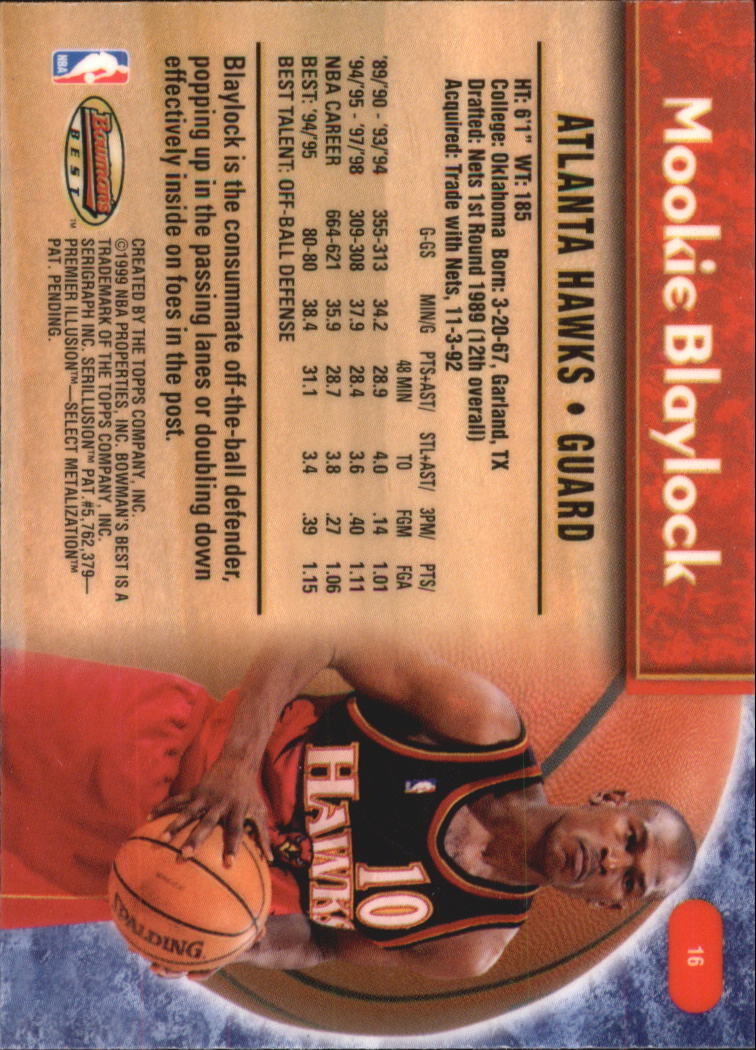 Mookie Blaylock
16
ATLANTA HAWKS • GUARD
HT: 6'1" WT: 185
College: Oklahoma Born: 3-20-67, Garland, TX
Drafted: Nets 1st Round 1989 (12th overall)
Acquired: Trade with Nets, 11-3-92
G-GS MIN/G PTS+AST/ STL+AST/ 3PM/ PTS/
48 MIN TO FGM FGA
'89/'90 - '93/'94 355-313 34.2 28.9 4.0 .14 1.01
'94/'95 - '97/'98 309-308 37.9 28.4 3.6 .40 1.11
NBA CAREER 664-621 35.9 28.7 3.8 .27 1.06
BEST: '94/'95 80-80 38.4 31.1 3.4 .39 1.15
BEST TALENT: OFF-BALL DEFENSE
Blaylock is the consummate off-the-ball defender,
popping up in the passing lanes or doubling down
effectively inside on foes in the post.
NBA
Bowman's
BEST™
CREATED BY THE TOPPS COMPANY, INC.
©1999 NBA PROPERTIES, INC. BOWMAN'S BEST IS A
TRADEMARK OF THE TOPPS COMPANY, INC.
SERIGRAPH INC. SERILLUSION™ PAT.#5,762,379—
PREMIER ILLUSION™—SELECT METALIZATION™
PAT. PENDING.
10
HAWKS
SPALDING